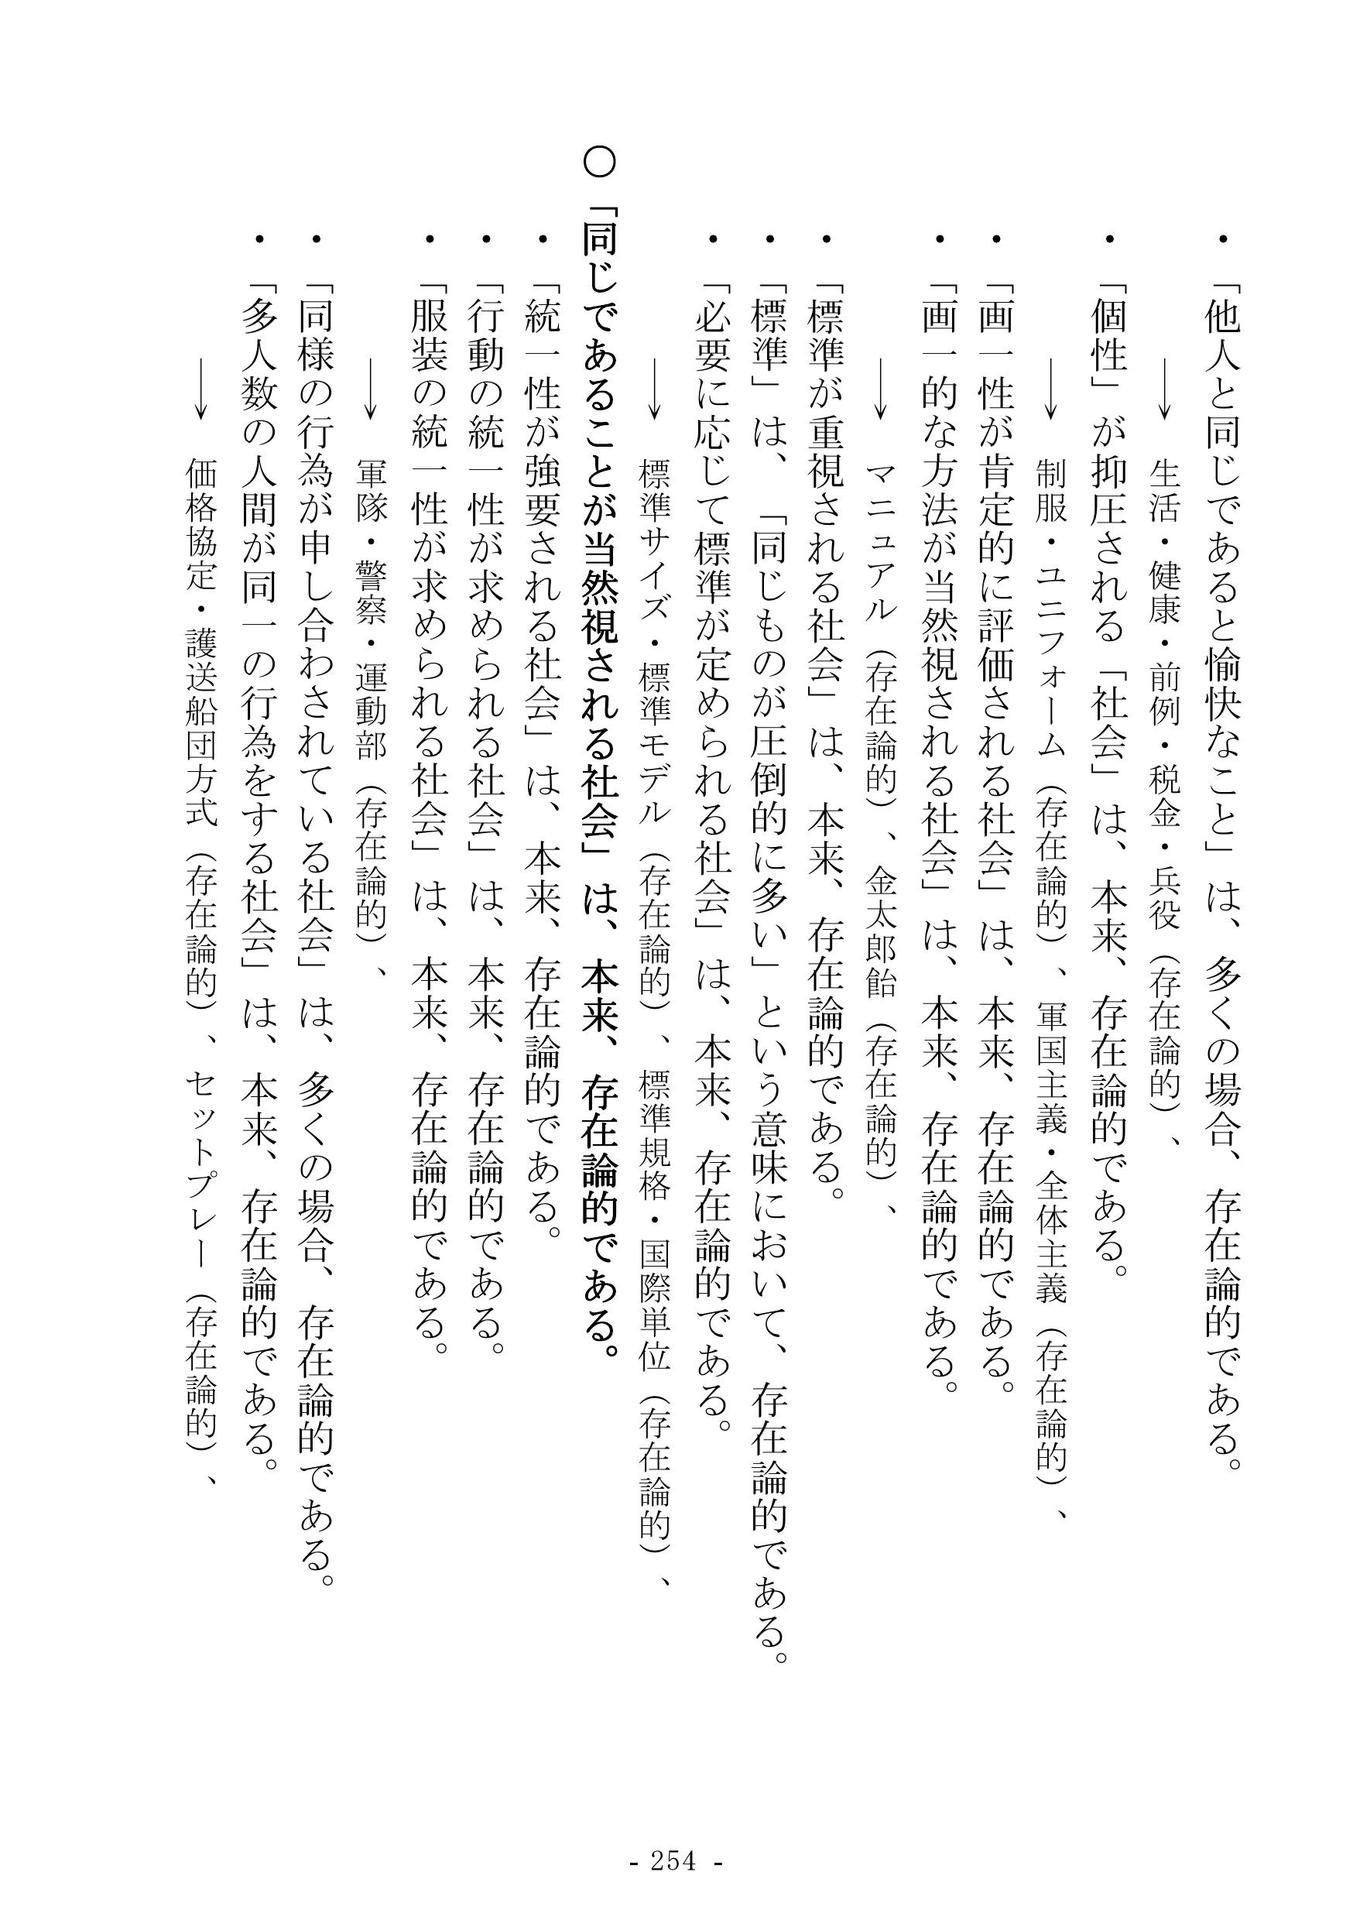 ・「他人と同じであると愉快なこと」は、多くの場合、存在論的である。
↓ 生活・健康・前例・税金・兵役（存在論的）、
・「個性」が抑圧される「社会」は、本来、存在論的である。
↓ 制服・ユニフォーム（存在論的）、軍国主義・全体主義（存在論的）、
・「画一性が肯定的に評価される社会」は、本来、存在論的である。
・「画一的な方法が当然視される社会」は、本来、存在論的である。
↓ マニュアル（存在論的）、金太郎飴（存在論的）、
・「標準が重視される社会」は、本来、存在論的である。
・「標準」は、「同じものが圧倒的に多い」という意味において、存在論的である。
・「必要に応じて標準が定められる社会」は、本来、存在論的である。
↓ 標準サイズ・標準モデル（存在論的）、標準規格・国際単位（存在論的）、
○「同じであることが当然視される社会」は、本来、存在論的である。
・「統一性が強要される社会」は、本来、存在論的である。
・「行動の統一性が求められる社会」は、本来、存在論的である。
・「服装の統一性が求められる社会」は、本来、存在論的である。
↓ 軍隊・警察・運動部（存在論的）、
・「同様の行為が申し合わされている社会」は、多くの場合、存在論的である。
・「多人数の人間が同一の行為をする社会」は、本来、存在論的である。
↓ 価格協定・護送船団方式（存在論的）、セットプレー（存在論的）、
- 254 -